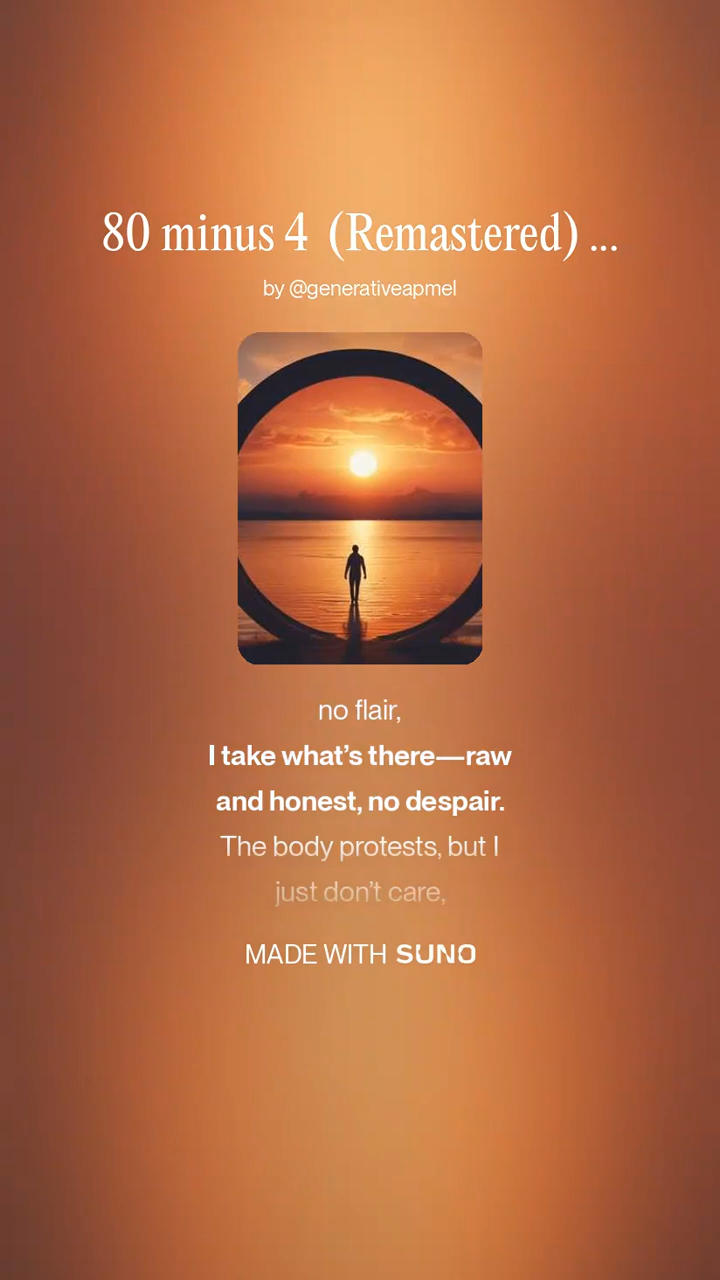 80 minus 4 (Remastered) ...
by @generativeapmel
no flair,
I take what’s there—raw
and honest, no despair.
The body protests, but I
just don’t care,
MADE WITH SUNO